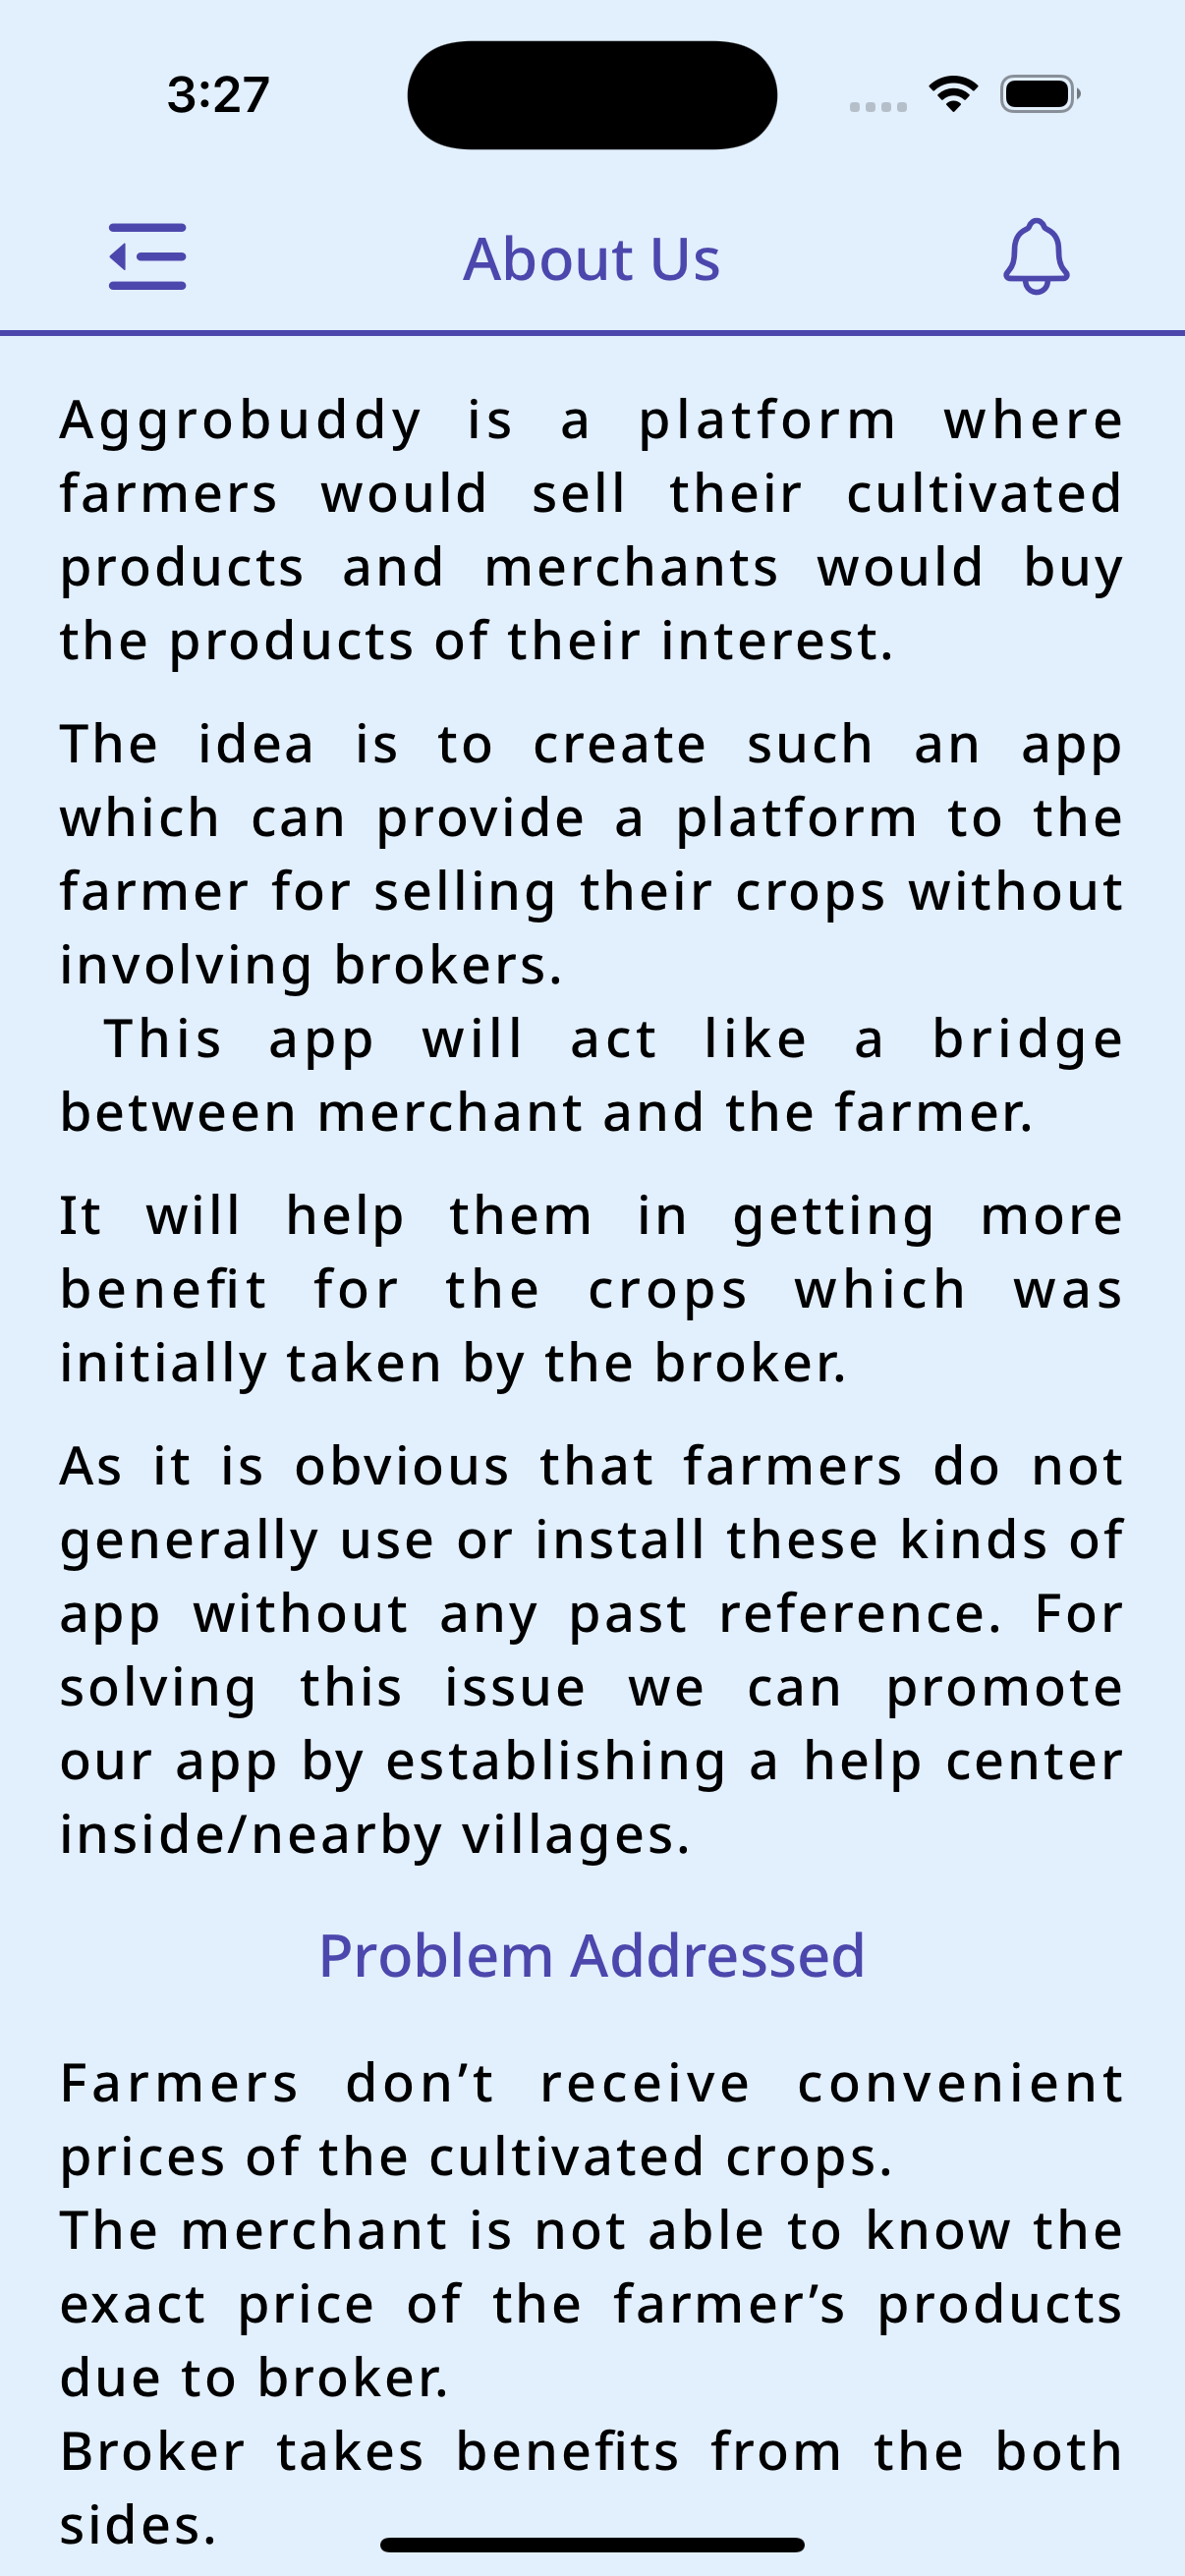 3:27
About Us
Aggrobuddy is a platform where
farmers would sell their cultivated
products and merchants would buy
the products of their interest.
The idea is to create such an app
which can provide a platform to the
farmer for selling their crops without
involving brokers.
This app will act like a bridge
between merchant and the farmer.
It will help them in getting more
benefit for the crops which was
initially taken by the broker.
As it is obvious that farmers do not
generally use or install these kinds of
app without any past reference. For
solving this issue we can promote
our app by establishing a help center
inside/nearby villages.
Problem Addressed
Farmers don’t receive convenient
prices of the cultivated crops.
The merchant is not able to know the
exact price of the farmer’s products
due to broker.
Broker takes benefits from the both
sides.